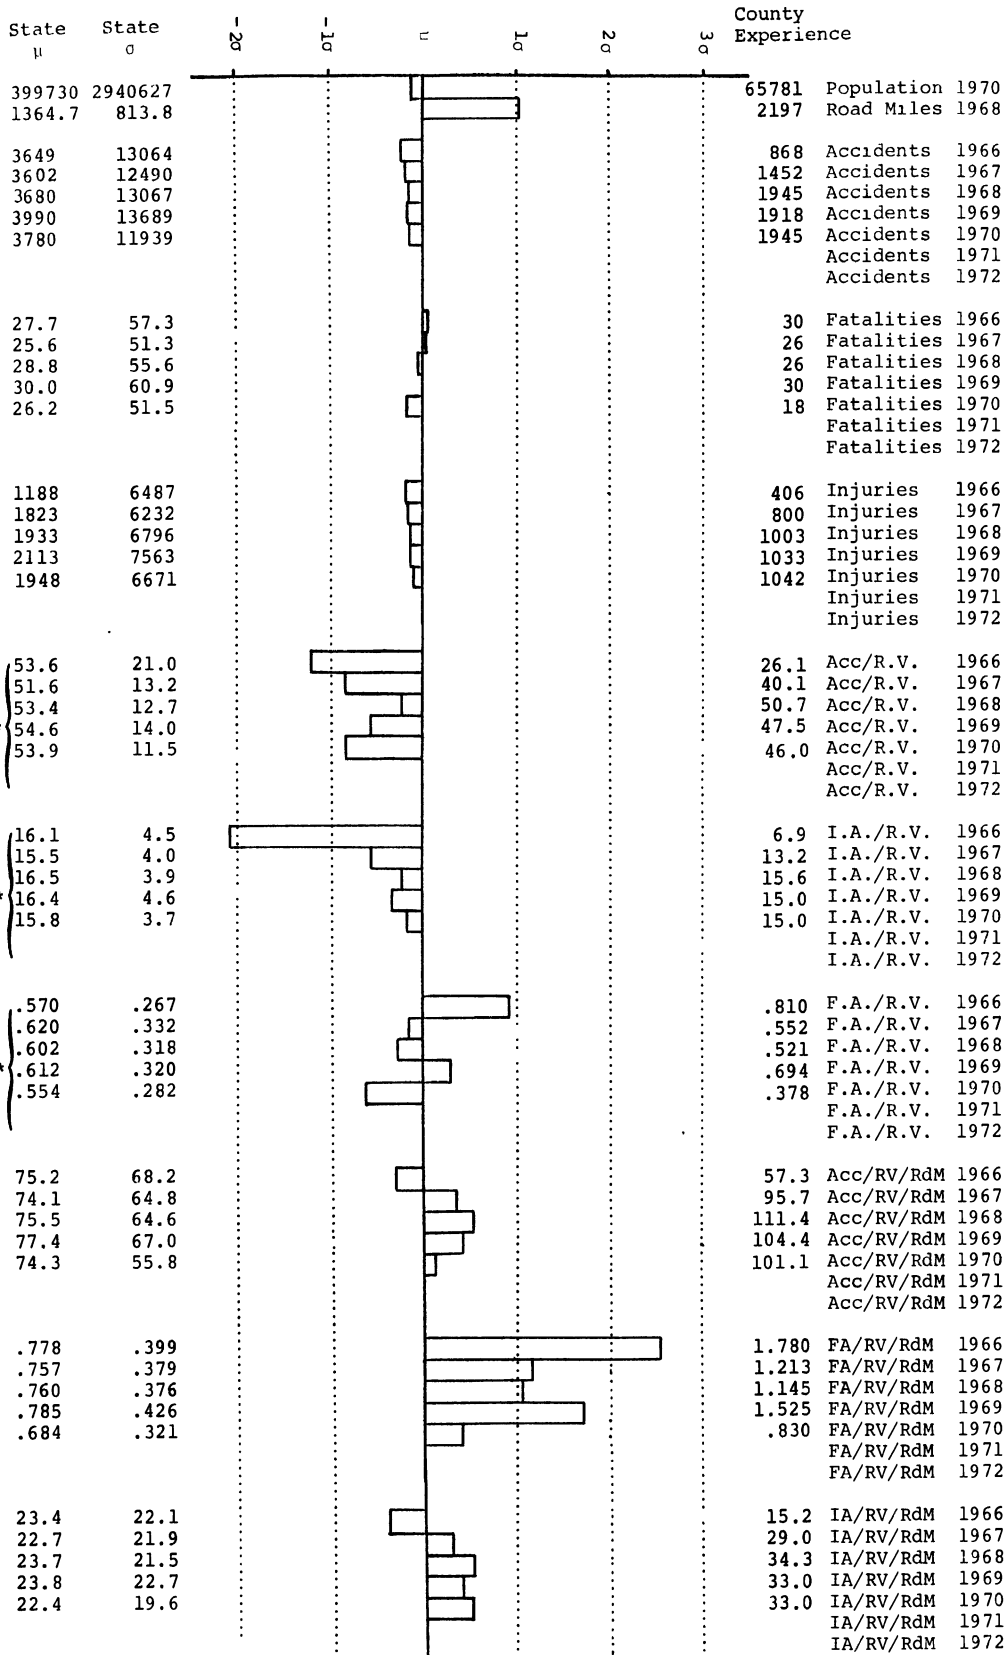 State State -2σ -1σ μ 1σ 2σ 3σ County
μ σ Experience
399730 2940627 65781 Population 1970
1364.7 813.8 2197 Road Miles 1968
3649 13064 868 Accidents 1966
3602 12490 1452 Accidents 1967
3680 13067 1945 Accidents 1968
3990 13689 1918 Accidents 1969
3780 11939 1945 Accidents 1970
Accidents 1971
Accidents 1972
27.7 57.3 30 Fatalities 1966
25.6 51.3 26 Fatalities 1967
28.8 55.6 26 Fatalities 1968
30.0 60.9 30 Fatalities 1969
26.2 51.5 18 Fatalities 1970
Fatalities 1971
Fatalities 1972
1188 6487 406 Injuries 1966
1823 6232 800 Injuries 1967
1933 6796 1003 Injuries 1968
2113 7563 1033 Injuries 1969
1948 6671 1042 Injuries 1970
Injuries 1971
Injuries 1972
53.6 21.0 26.1 Acc/R.V. 1966
51.6 13.2 40.1 Acc/R.V. 1967
53.4 12.7 50.7 Acc/R.V. 1968
54.6 14.0 47.5 Acc/R.V. 1969
53.9 11.5 46.0 Acc/R.V. 1970
Acc/R.V. 1971
Acc/R.V. 1972
16.1 4.5 6.9 I.A./R.V. 1966
15.5 4.0 13.2 I.A./R.V. 1967
16.5 3.9 15.6 I.A./R.V. 1968
* 16.4 4.6 15.0 I.A./R.V. 1969
15.8 3.7 15.0 I.A./R.V. 1970
I.A./R.V. 1971
I.A./R.V. 1972
.570 .267 .810 F.A./R.V. 1966
.620 .332 .552 F.A./R.V. 1967
.602 .318 .521 F.A./R.V. 1968
* .612 .320 .694 F.A./R.V. 1969
.554 .282 .378 F.A./R.V. 1970
F.A./R.V. 1971
F.A./R.V. 1972
75.2 68.2 57.3 Acc/RV/RdM 1966
74.1 64.8 95.7 Acc/RV/RdM 1967
75.5 64.6 111.4 Acc/RV/RdM 1968
77.4 67.0 104.4 Acc/RV/RdM 1969
74.3 55.8 101.1 Acc/RV/RdM 1970
Acc/RV/RdM 1971
Acc/RV/RdM 1972
.778 .399 1.780 FA/RV/RdM 1966
.757 .379 1.213 FA/RV/RdM 1967
.760 .376 1.145 FA/RV/RdM 1968
.785 .426 1.525 FA/RV/RdM 1969
.684 .321 .830 FA/RV/RdM 1970
FA/RV/RdM 1971
FA/RV/RdM 1972
23.4 22.1 15.2 IA/RV/RdM 1966
22.7 21.9 29.0 IA/RV/RdM 1967
23.7 21.5 34.3 IA/RV/RdM 1968
23.8 22.7 33.0 IA/RV/RdM 1969
22.4 19.6 33.0 IA/RV/RdM 1970
IA/RV/RdM 1971
IA/RV/RdM 1972